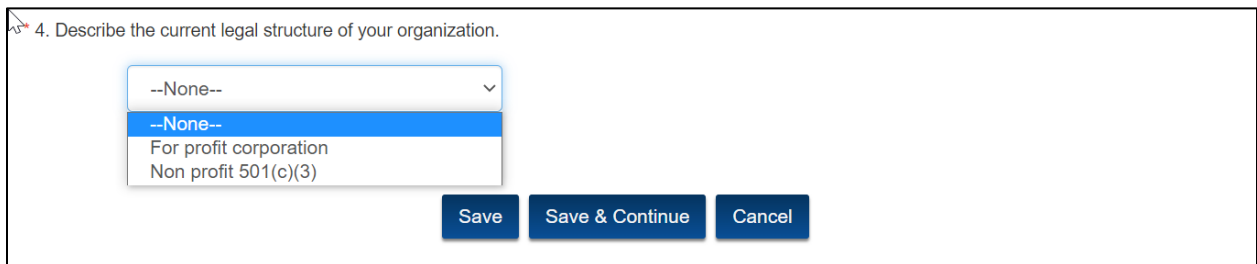 * 4. Describe the current legal structure of your organization.
--None--
--None--
For profit corporation
Non profit 501(c)(3)
Save Save & Continue Cancel